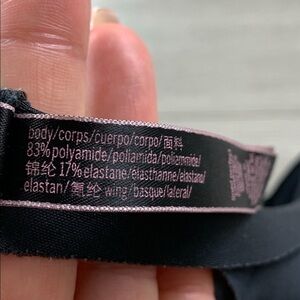 body/corps/cuerpo/corpo/面料
83% polyamide/poliamida/poliammide/
锦纶 17% elastane/élasthanne/elastano/
elastan/氨纶 wing/basque/lateral/